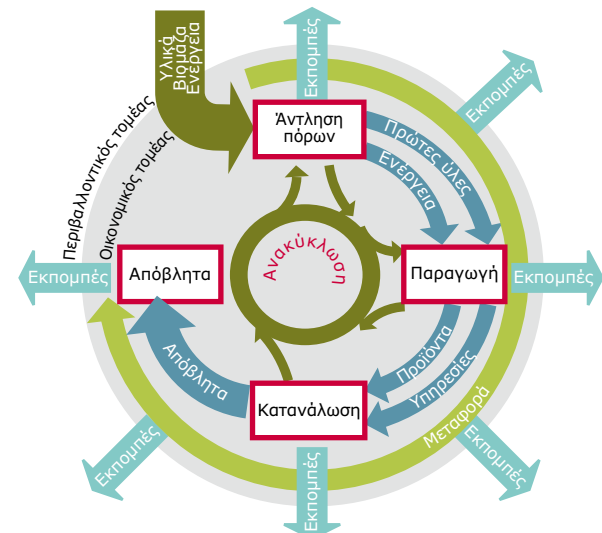 Υλικά
Βιομάζα
Ενέργεια
Εκπομπές
Εκπομπές
Περιβαλλοντικός τομέας
Οικονομικός τομέας
Άντληση
πόρων
Πρώτες ύλες
Ενέργεια
Ανακύκλωση
Εκπομπές
Απόβλητα
Παραγωγή
Εκπομπές
Απόβλητα
Προϊόντα
Υπηρεσίες
Κατανάλωση
Μεταφορά
Εκπομπές
Εκπομπές
Εκπομπές